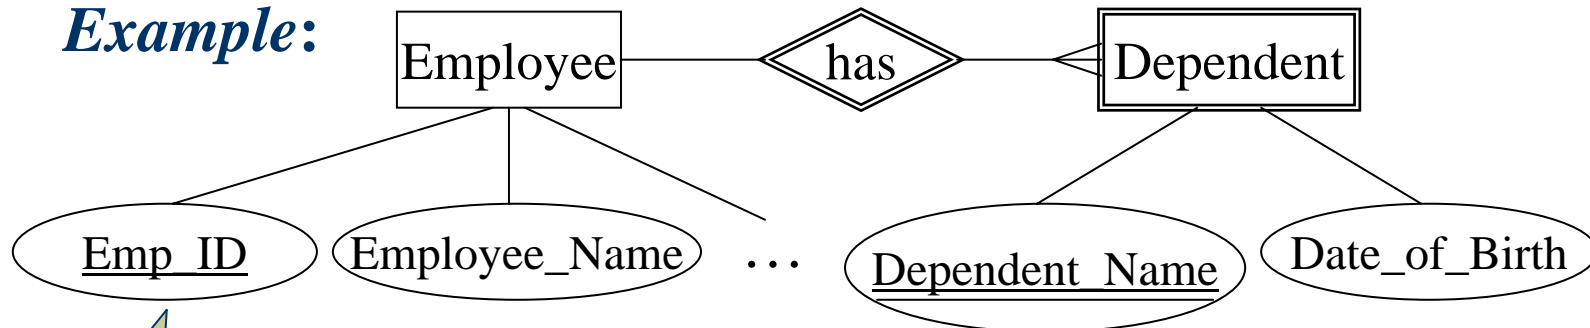 Example:
Employee has Dependent
Emp_ID Employee_Name ... Dependent_Name Date_of_Birth